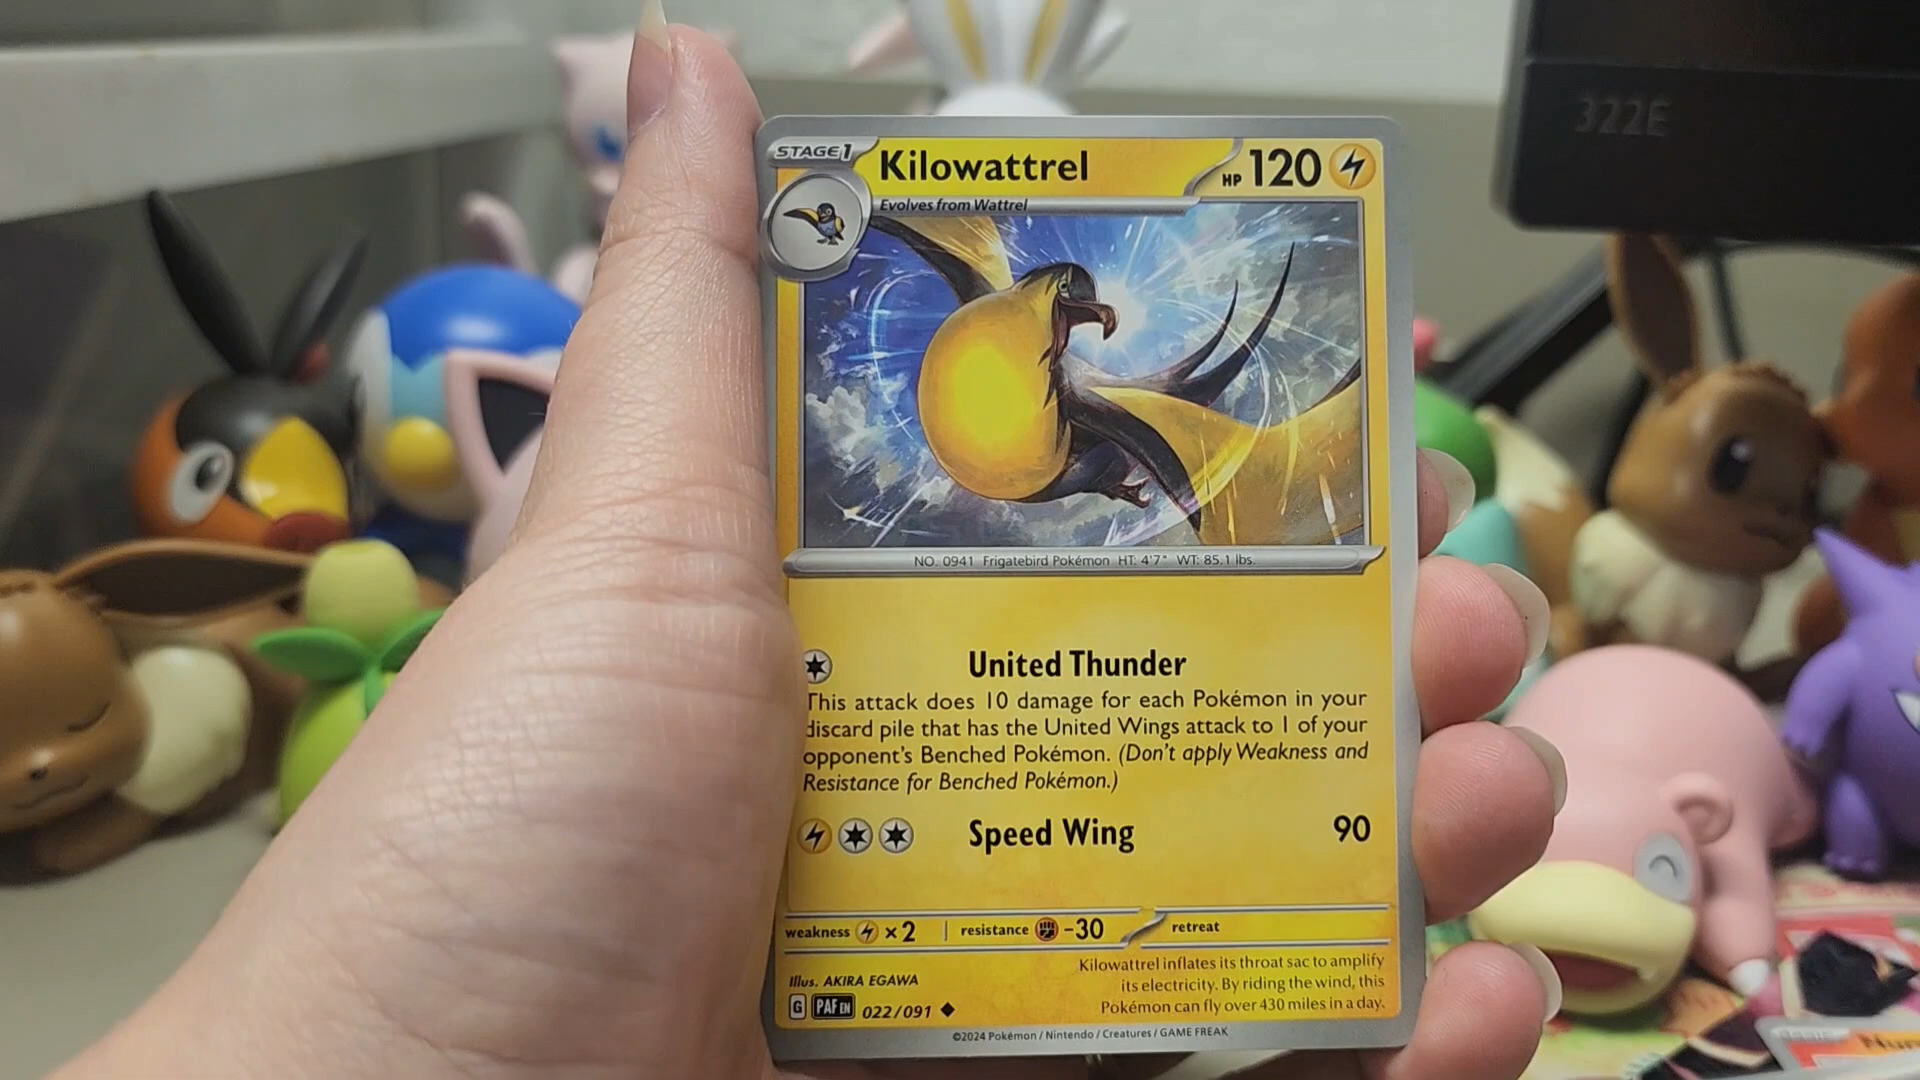 322E
STAGE1
Kilowattrel
HP 120
Evolves from Wattrel
NO. 0941 Frigatebird Pokémon HT: 4'7" WT: 85.1 lbs.
United Thunder
This attack does 10 damage for each Pokémon in your
discard pile that has the United Wings attack to 1 of your
opponent's Benched Pokémon. (Don't apply Weakness and
Resistance for Benched Pokémon.)
Speed Wing 90
weakness ×2 resistance -30 retreat
Illus. AKIRA EGAWA
Kilowattrel inflates its throat sac to amplify
its electricity. By riding the wind, this
Pokémon can fly over 430 miles in a day.
G PAF EN 022/091
©2024 Pokémon / Nintendo / Creatures / GAME FREAK